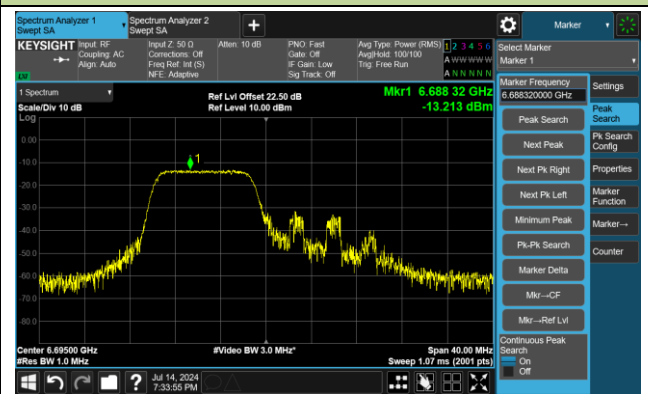 Spectrum Analyzer 1
Swept SA
Spectrum Analyzer 2
Swept SA
+
Marker
KEYSIGHT
Input: RF
Coupling: AC
Align: Auto
Input Z: 50 Ω
Corrections: Off
Freq Ref: Int (S)
NFE: Adaptive
Atten: 10 dB
PNO: Fast
Gate: Off
IF Gain: Low
Sig Track: Off
Avg Type: Power (RMS)
Avg|Hold: 100/100
Trig: Free Run
1 2 3 4 5 6
A W W W W W
A N N N N N
LXI
Select Marker
Marker 1
1 Spectrum
Scale/Div 10 dB
Log
Ref Lvl Offset 22.50 dB
Ref Level 10.00 dBm
Mkr1 6.688 32 GHz
-13.213 dBm
1
0.00
-10.0
-20.0
-30.0
-40.0
-50.0
-60.0
-70.0
-80.0
Center 6.69500 GHz
#Res BW 1.0 MHz
#Video BW 3.0 MHz*
Span 40.00 MHz
Sweep 1.07 ms (2001 pts)
Marker Frequency
6.688320000 GHz
Peak Search
Next Peak
Next Pk Right
Next Pk Left
Minimum Peak
Pk-Pk Search
Marker Delta
Mkr→CF
Mkr→Ref Lvl
Continuous Peak
Search
On
Off
Settings
Peak
Search
Pk Search
Config
Properties
Marker
Function
Marker→
Counter
?
Jul 14, 2024
7:33:55 PM